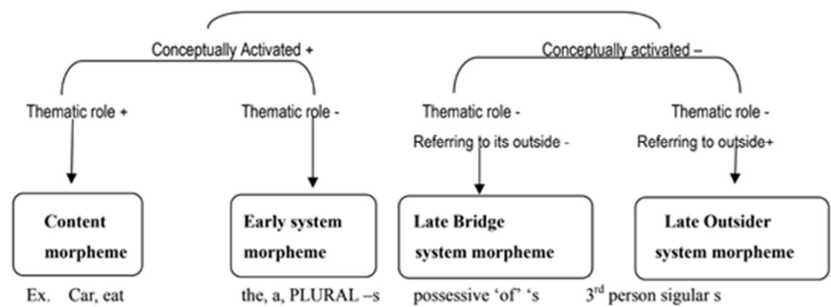 Conceptually Activated + Conceptually activated –
Thematic role + Thematic role - Thematic role - Thematic role -
Referring to its outside - Referring to outside+
Content Early system Late Bridge Late Outsider
morpheme morpheme system morpheme system morpheme
Ex. Car, eat the, a, PLURAL –s possessive 'of' 's 3rd person sigular s